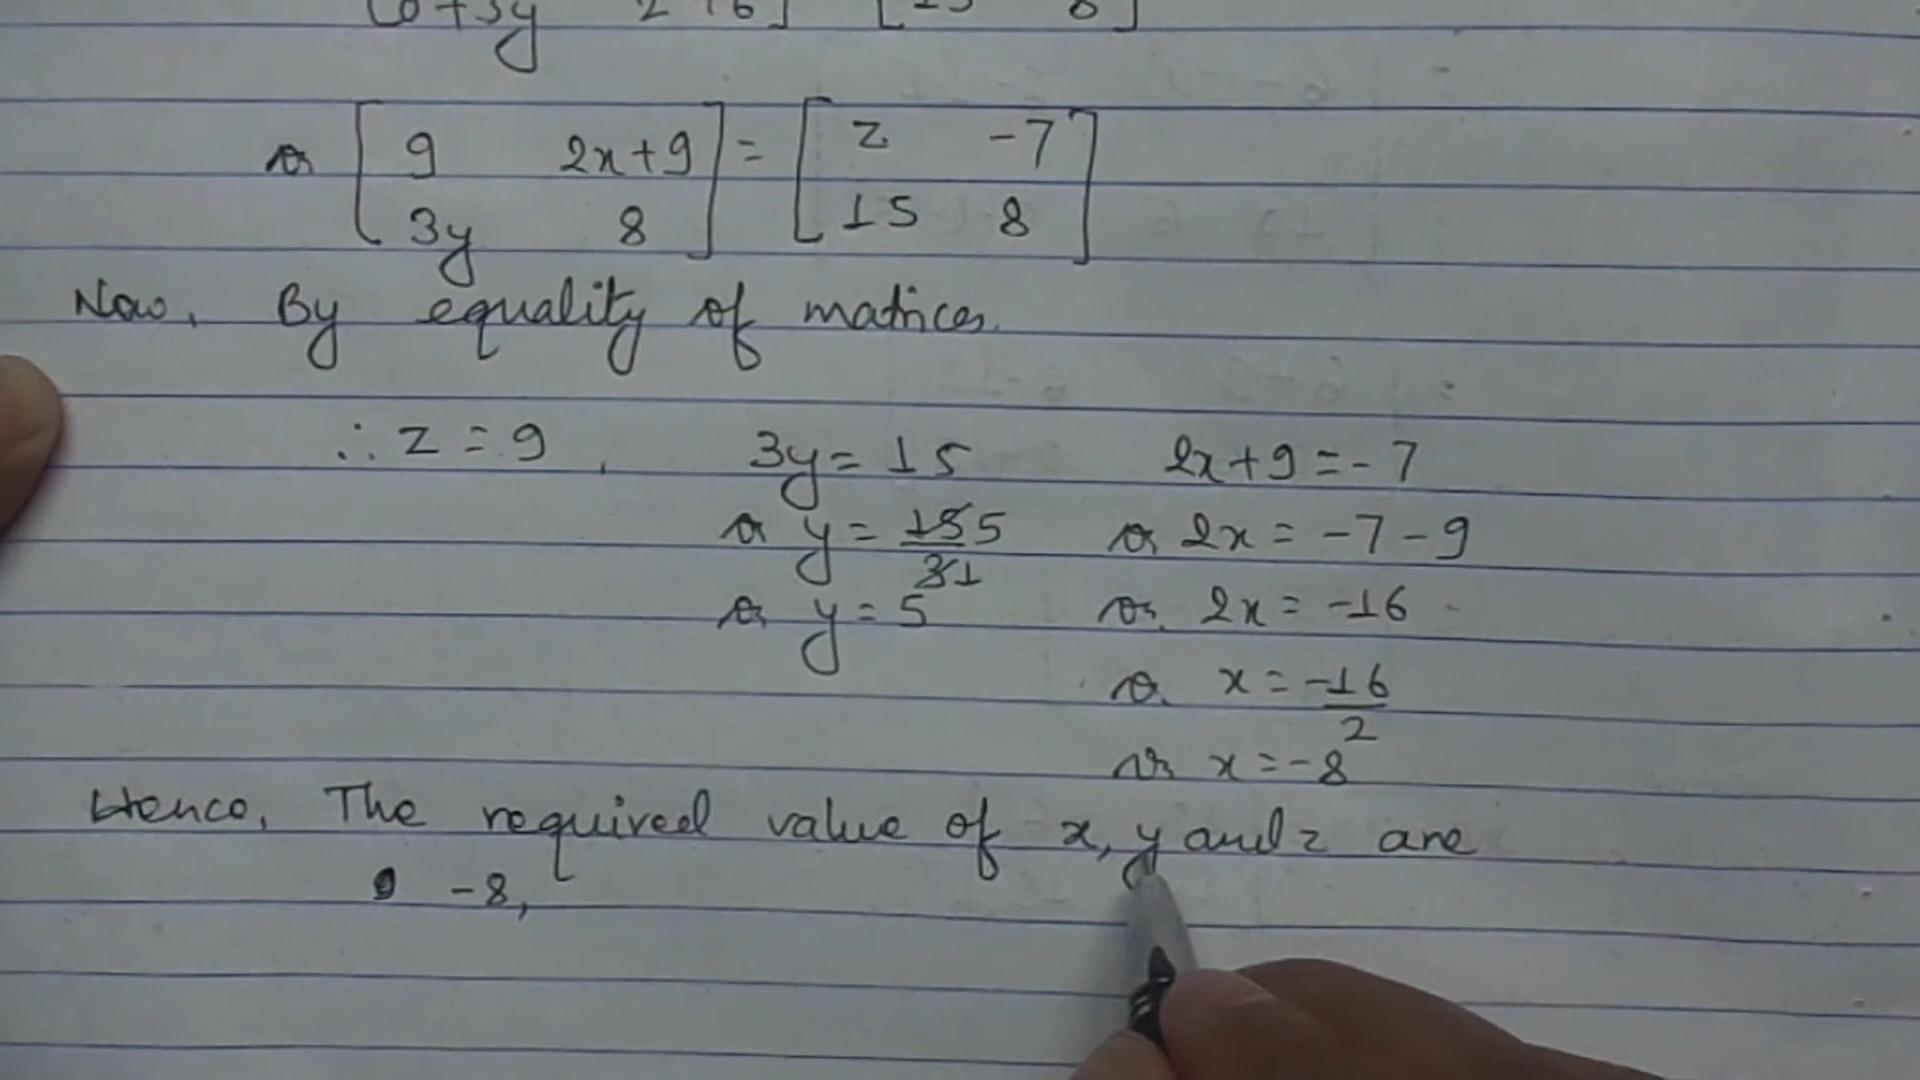 or [ 9 2x+9 ] = [ z -7 ]
[ 3y 8 ] [ 15 8 ]
Now, By equality of matrices.
∴ z = 9, 3y = 15 2x+9 = -7
or y = 155/31 or 2x = -7-9
or y = 5 or, 2x = -16
or x = -16/2
or x = -8
Hence, The required value of x, y and z are
-8,